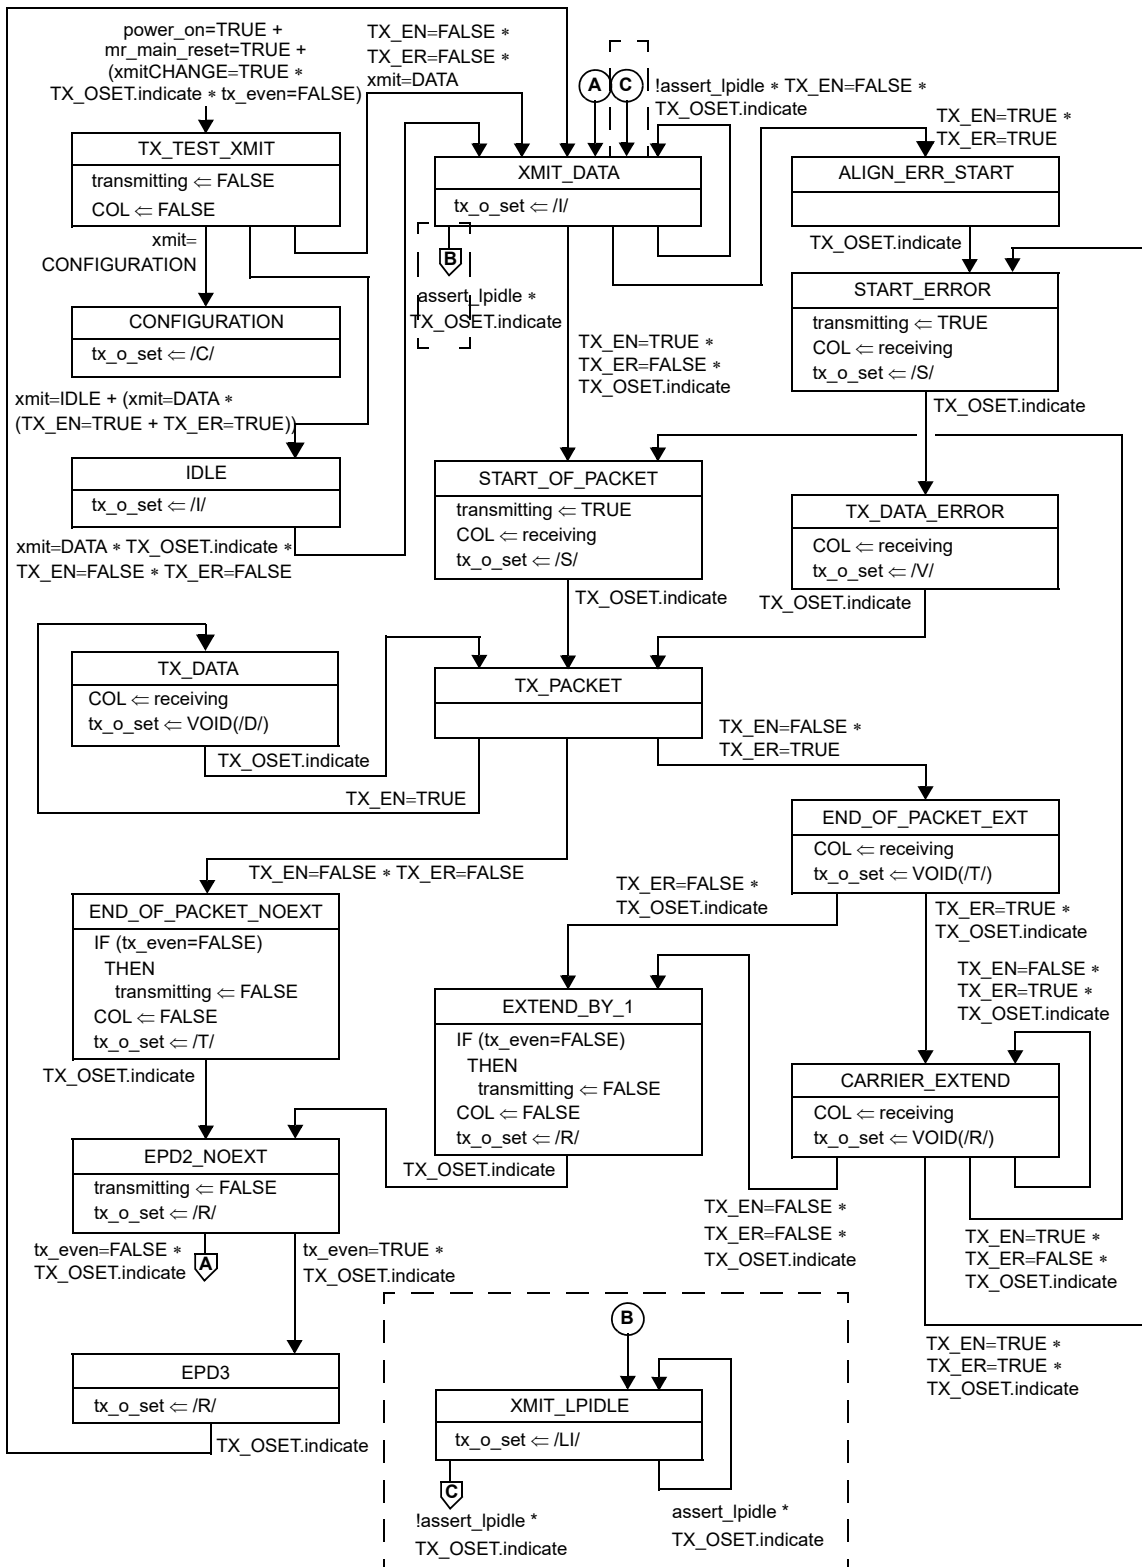 power_on=TRUE +
mr_main_reset=TRUE +
(xmitCHANGE=TRUE ∗
TX_OSET.indicate ∗ tx_even=FALSE)
TX_EN=FALSE ∗
TX_ER=FALSE ∗
xmit=DATA
A
C
!assert_lpidle ∗ TX_EN=FALSE ∗
TX_OSET.indicate
TX_EN=TRUE ∗
TX_ER=TRUE
TX_TEST_XMIT
transmitting ⇐ FALSE
COL ⇐ FALSE
XMIT_DATA
tx_o_set ⇐ /I/
ALIGN_ERR_START
xmit=
CONFIGURATION
B
assert_lpidle ∗
TX_OSET.indicate
TX_OSET.indicate
CONFIGURATION
tx_o_set ⇐ /C/
START_ERROR
transmitting ⇐ TRUE
COL ⇐ receiving
tx_o_set ⇐ /S/
TX_EN=TRUE ∗
TX_ER=FALSE ∗
TX_OSET.indicate
xmit=IDLE + (xmit=DATA ∗
(TX_EN=TRUE + TX_ER=TRUE))
TX_OSET.indicate
IDLE
tx_o_set ⇐ /I/
START_OF_PACKET
transmitting ⇐ TRUE
COL ⇐ receiving
tx_o_set ⇐ /S/
TX_DATA_ERROR
COL ⇐ receiving
tx_o_set ⇐ /V/
xmit=DATA ∗ TX_OSET.indicate ∗
TX_EN=FALSE ∗ TX_ER=FALSE
TX_OSET.indicate
TX_OSET.indicate
TX_DATA
COL ⇐ receiving
tx_o_set ⇐ VOID(/D/)
TX_PACKET
TX_OSET.indicate
TX_EN=FALSE ∗
TX_ER=TRUE
TX_EN=TRUE
END_OF_PACKET_EXT
COL ⇐ receiving
tx_o_set ⇐ VOID(/T/)
TX_EN=FALSE ∗ TX_ER=FALSE
TX_ER=FALSE ∗
TX_OSET.indicate
TX_ER=TRUE ∗
TX_OSET.indicate
END_OF_PACKET_NOEXT
IF (tx_even=FALSE)
THEN
transmitting ⇐ FALSE
COL ⇐ FALSE
tx_o_set ⇐ /T/
TX_EN=FALSE ∗
TX_ER=TRUE ∗
TX_OSET.indicate
EXTEND_BY_1
IF (tx_even=FALSE)
THEN
transmitting ⇐ FALSE
COL ⇐ FALSE
tx_o_set ⇐ /R/
TX_OSET.indicate
CARRIER_EXTEND
COL ⇐ receiving
tx_o_set ⇐ VOID(/R/)
EPD2_NOEXT
transmitting ⇐ FALSE
tx_o_set ⇐ /R/
TX_OSET.indicate
TX_EN=FALSE ∗
TX_ER=FALSE ∗
TX_OSET.indicate
TX_EN=TRUE ∗
TX_ER=FALSE ∗
TX_OSET.indicate
tx_even=FALSE ∗
TX_OSET.indicate
A
tx_even=TRUE ∗
TX_OSET.indicate
TX_EN=TRUE ∗
TX_ER=TRUE ∗
TX_OSET.indicate
EPD3
tx_o_set ⇐ /R/
TX_OSET.indicate
B
XMIT_LPIDLE
tx_o_set ⇐ /LI/
C
!assert_lpidle *
TX_OSET.indicate
assert_lpidle *
TX_OSET.indicate